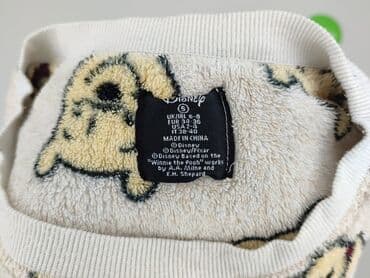 Disney
S
UK/IRL 6-8
EUR 34-36
USA 2-4
IT 38-40
MADE IN CHINA
©Disney
©Disney/Pixar
©Disney Based on the
"Winnie the Pooh" works
by A.A. Milne and
E.H. Shepard.